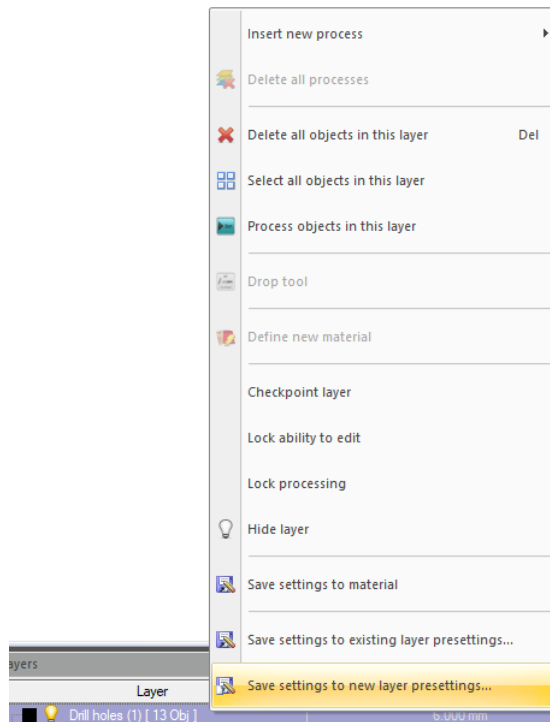 Insert new process
Delete all processes
Delete all objects in this layer Del
Select all objects in this layer
Process objects in this layer
Drop tool
Define new material
Checkpoint layer
Lock ability to edit
Lock processing
Hide layer
Save settings to material
Save settings to existing layer presettings...
ayers
Save settings to new layer presettings...
Layer
Drill holes (1) [ 13 Obj ] 6.000 mm